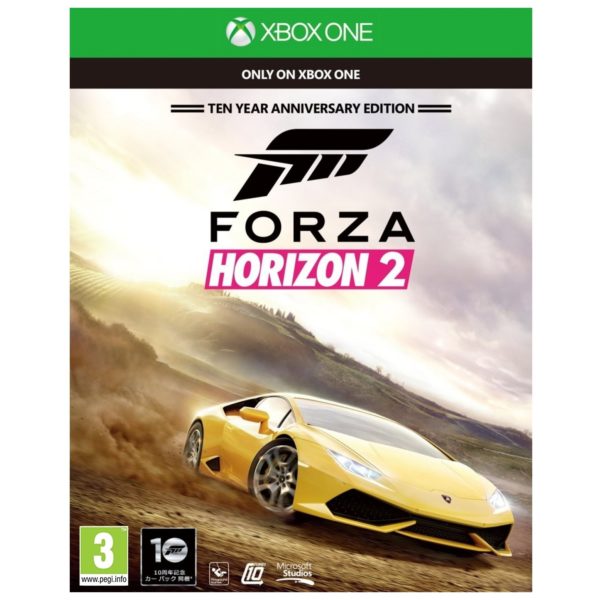 XBOX ONE
ONLY ON XBOX ONE
TEN YEAR ANNIVERSARY EDITION
FORZA
HORIZON 2
3
www.pegi.info
10
10周年記念
カー パック 同梱*
Microsoft
Studios